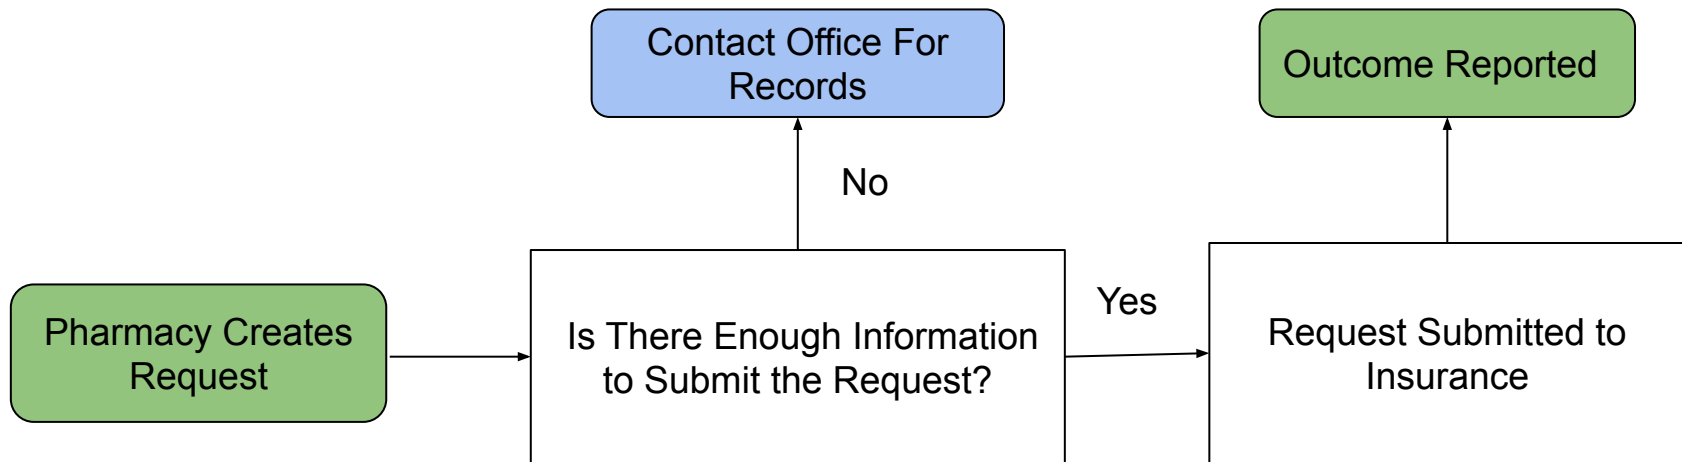 Contact Office For
Records
Outcome Reported
No
Pharmacy Creates
Request
Is There Enough Information
to Submit the Request?
Yes
Request Submitted to
Insurance